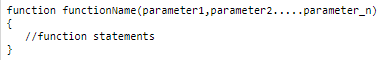 function functionName(parameter1,parameter2.....parameter_n)
{
//function statements
}